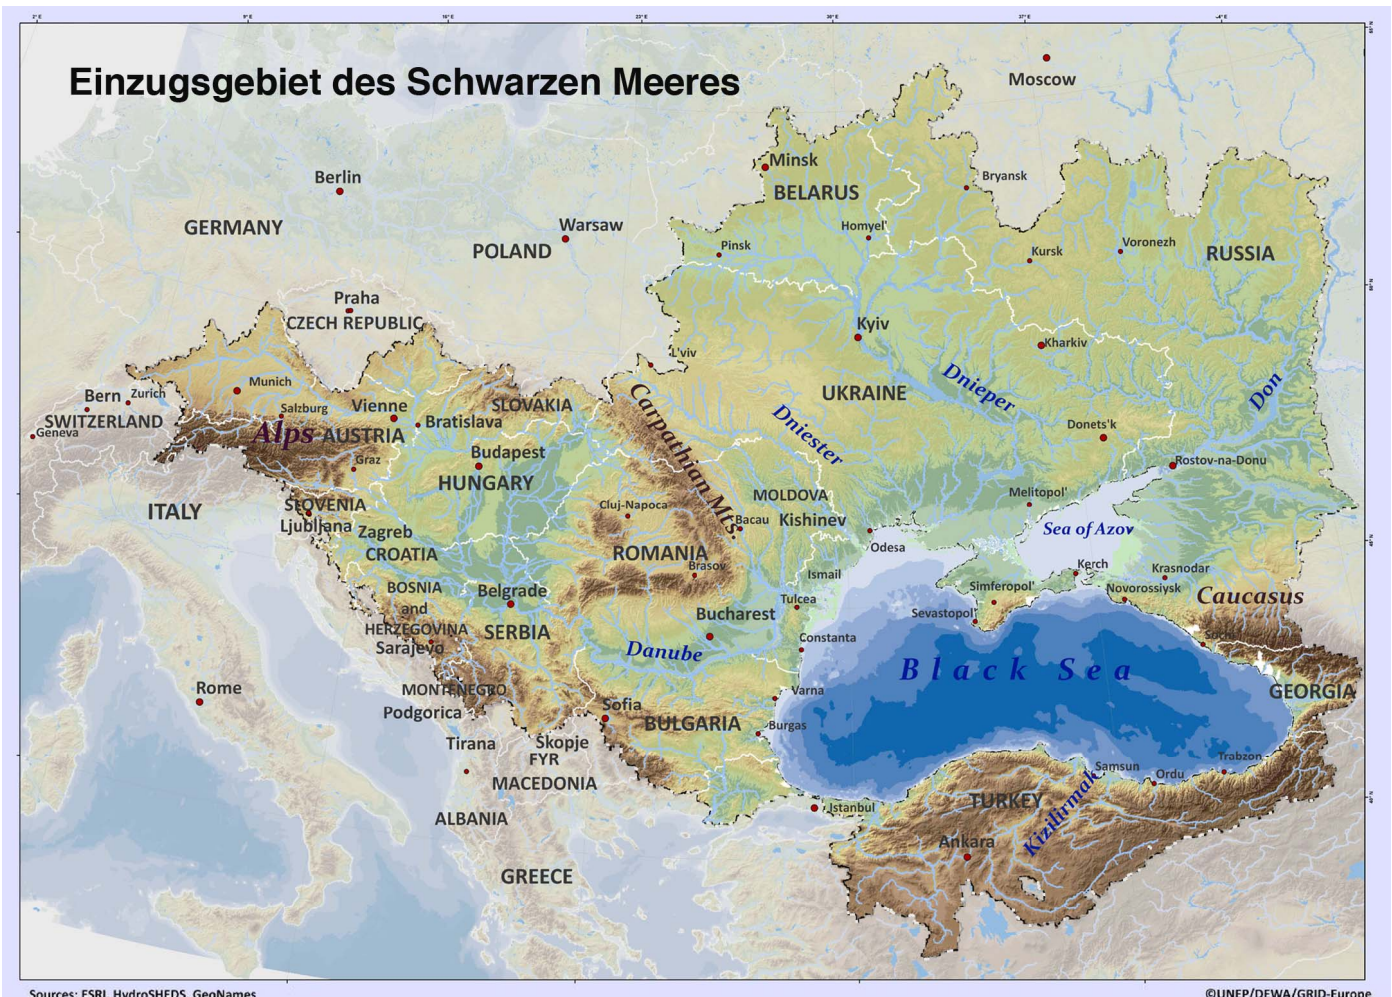 Einzugsgebiet des Schwarzen Meeres
Moscow
Minsk
BELARUS
Bryansk
Berlin
GERMANY
Warsaw
POLAND
Homyel'
Pinsk
Kursk
Voronezh
RUSSIA
Praha
CZECH REPUBLIC
Kyiv
Kharkiv
L'viv
UKRAINE
Dnieper
Don
Dniester
Munich
Bern
Zurich
SWITZERLAND
Geneva
Salzburg
Vienne
Alps
AUSTRIA
Bratislava
SLOVAKIA
Carpathian Mts.
Donets'k
Graz
Budapest
HUNGARY
Rostov-na-Donu
ITALY
SLOVENIA
Ljubljana
Zagreb
CROATIA
Cluj-Napoca
Bacau
MOLDOVA
Kishinev
Melitopol'
Sea of Azov
Odesa
ROMANIA
Brasov
Ismail
Kerch
Krasnodar
Simferopol'
Novorossiysk
Caucasus
BOSNIA
and
HERZEGOVINA
Sarajevo
Belgrade
SERBIA
Bucharest
Tulcea
Sevastopol'
Sochi
Constanta
Danube
Black Sea
GEORGIA
Rome
MONTENEGRO
Podgorica
Sofia
BULGARIA
Varna
Burgas
Tirana
Skopje
FYR
MACEDONIA
ALBANIA
GREECE
Istanbul
Samsun
Ordu
Trabzon
TURKEY
Kizilirmak
Ankara
Sources: ESRI, HydroSHEDS, GeoNames
©UNEP/DEWA/GRID-Europe